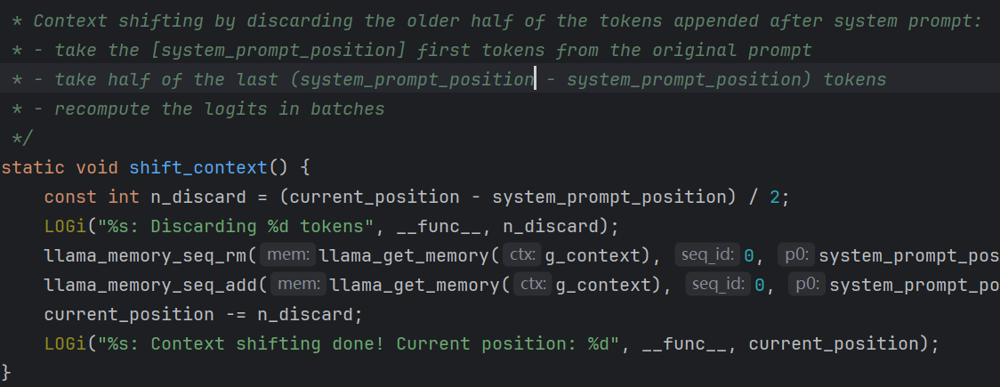 * Context shifting by discarding the older half of the tokens appended after system prompt:
* - take the [system_prompt_position] first tokens from the original prompt
* - take half of the last (system_prompt_position - system_prompt_position) tokens
* - recompute the logits in batches
*/
static void shift_context() {
const int n_discard = (current_position - system_prompt_position) / 2;
LOGi("%s: Discarding %d tokens", __func__, n_discard);
llama_memory_seq_rm( mem: llama_get_memory( ctx: g_context), seq_id: 0, p0: system_prompt_pos
llama_memory_seq_add( mem: llama_get_memory( ctx: g_context), seq_id: 0, p0: system_prompt_po
current_position -= n_discard;
LOGi("%s: Context shifting done! Current position: %d", __func__, current_position);
}